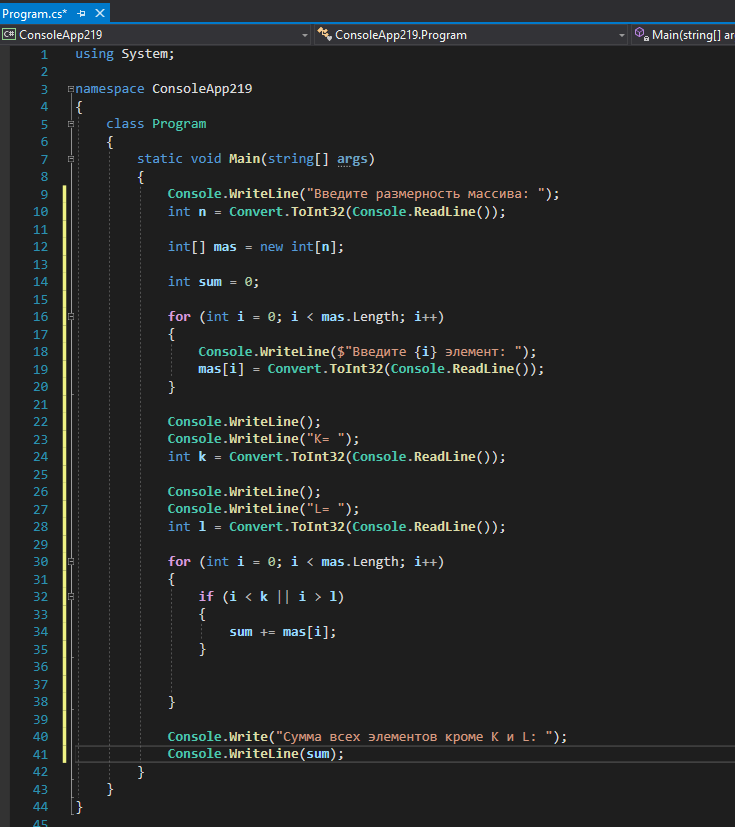 Program.cs*
ConsoleApp219 ConsoleApp219.Program Main(string[] ar
1 using System;
2
3 namespace ConsoleApp219
4 {
5 class Program
6 {
7 static void Main(string[] args)
8 {
9 Console.WriteLine("Введите размерность массива: ");
10 int n = Convert.ToInt32(Console.ReadLine());
11
12 int[] mas = new int[n];
13
14 int sum = 0;
15
16 for (int i = 0; i < mas.Length; i++)
17 {
18 Console.WriteLine($"Введите {i} элемент: ");
19 mas[i] = Convert.ToInt32(Console.ReadLine());
20 }
21
22 Console.WriteLine();
23 Console.WriteLine("K= ");
24 int k = Convert.ToInt32(Console.ReadLine());
25
26 Console.WriteLine();
27 Console.WriteLine("L= ");
28 int l = Convert.ToInt32(Console.ReadLine());
29
30 for (int i = 0; i < mas.Length; i++)
31 {
32 if (i < k || i > l)
33 {
34 sum += mas[i];
35 }
36
37
38 }
39
40 Console.Write("Сумма всех элементов кроме K и L: ");
41 Console.WriteLine(sum);
42 }
43 }
44 }
45